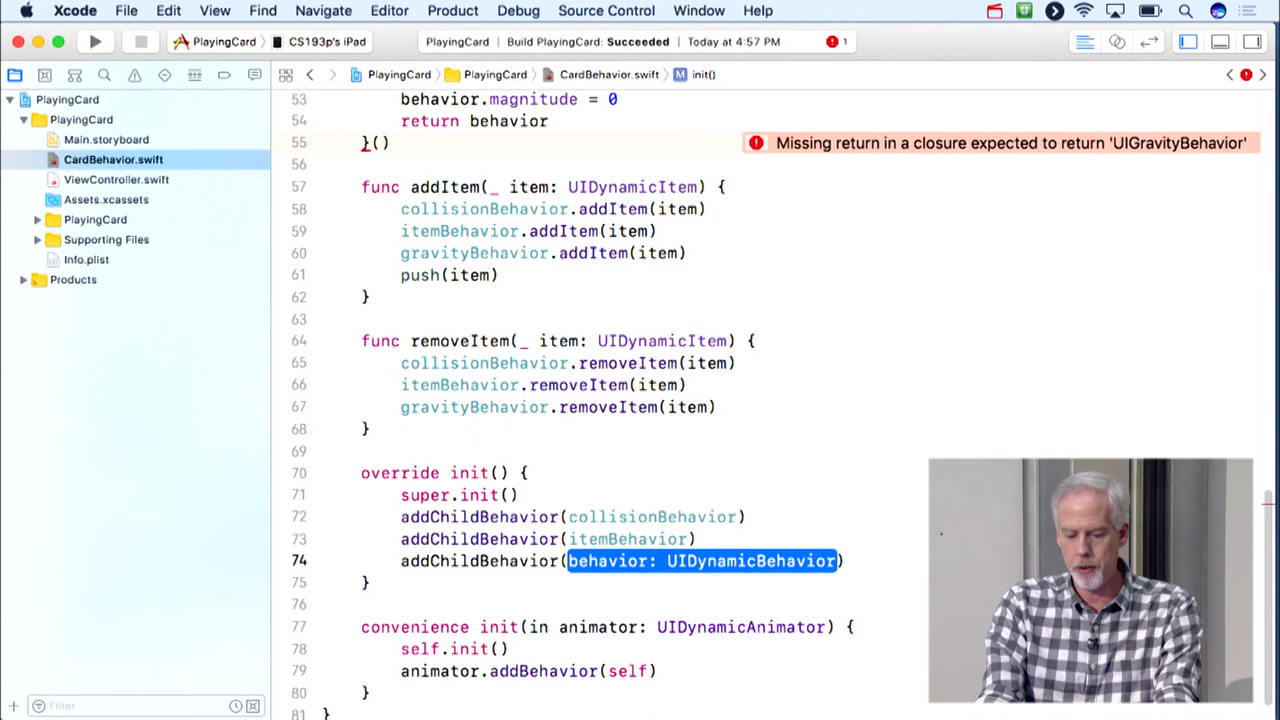 Xcode File Edit View Find Navigate Editor Product Debug Source Control Window Help
PlayingCard CS193p's iPad PlayingCard | Build PlayingCard: Succeeded | Today at 4:57 PM 1
PlayingCard PlayingCard CardBehavior.swift M init()
PlayingCard
PlayingCard
Main.storyboard
CardBehavior.swift
ViewController.swift
Assets.xcassets
PlayingCard
Supporting Files
Info.plist
Products
Filter
53 behavior.magnitude = 0
54 return behavior
55 }() Missing return in a closure expected to return 'UIGravityBehavior'
56
57 func addItem(_ item: UIDynamicItem) {
58 collisionBehavior.addItem(item)
59 itemBehavior.addItem(item)
60 gravityBehavior.addItem(item)
61 push(item)
62 }
63
64 func removeItem(_ item: UIDynamicItem) {
65 collisionBehavior.removeItem(item)
66 itemBehavior.removeItem(item)
67 gravityBehavior.removeItem(item)
68 }
69
70 override init() {
71 super.init()
72 addChildBehavior(collisionBehavior)
73 addChildBehavior(itemBehavior)
74 addChildBehavior(behavior: UIDynamicBehavior)
75 }
76
77 convenience init(in animator: UIDynamicAnimator) {
78 self.init()
79 animator.addBehavior(self)
80 }
81 }